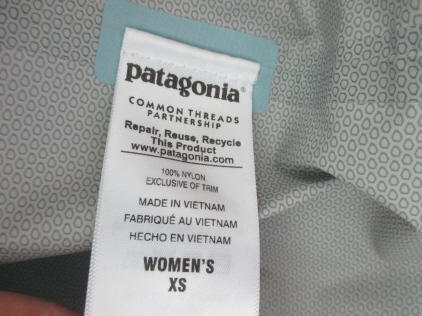 patagonia®
COMMON THREADS
PARTNERSHIP
Repair, Reuse, Recycle
This Product
www.patagonia.com
100% NYLON
EXCLUSIVE OF TRIM
MADE IN VIETNAM
FABRIQUÉ AU VIETNAM
HECHO EN VIETNAM
WOMEN'S
XS